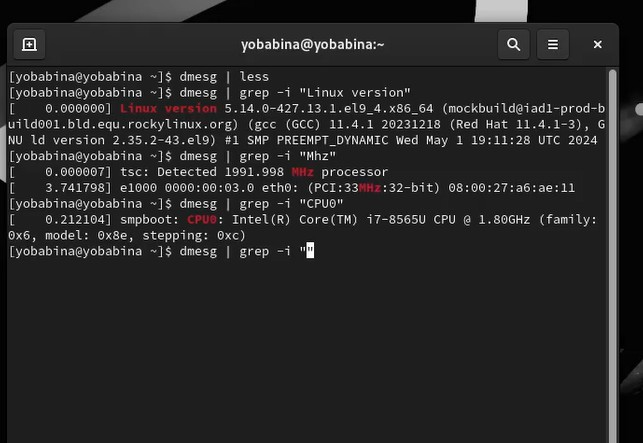 yobabina@yobabina:~
[yobabina@yobabina ~]$ dmesg | less
[yobabina@yobabina ~]$ dmesg | grep -i "Linux version"
[    0.000000] Linux version 5.14.0-427.13.1.el9_4.x86_64 (mockbuild@iad1-prod-b
uild001.bld.equ.rockylinux.org) (gcc (GCC) 11.4.1 20231218 (Red Hat 11.4.1-3), G
NU ld version 2.35.2-43.el9) #1 SMP PREEMPT_DYNAMIC Wed May 1 19:11:28 UTC 2024
[yobabina@yobabina ~]$ dmesg | grep -i "Mhz"
[    0.000007] tsc: Detected 1991.998 MHz processor
[    3.741798] e1000 0000:00:03.0 eth0: (PCI:33MHz:32-bit) 08:00:27:a6:ae:11
[yobabina@yobabina ~]$ dmesg | grep -i "CPU0"
[    0.212104] smpboot: CPU0: Intel(R) Core(TM) i7-8565U CPU @ 1.80GHz (family:
0x6, model: 0x8e, stepping: 0xc)
[yobabina@yobabina ~]$ dmesg | grep -i ""